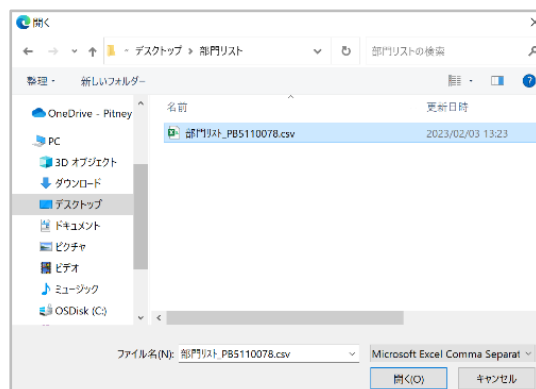 開く
デスクトップ › 部門リスト
部門リストの検索
整理
新しいフォルダー
名前
更新日時
OneDrive - Pitney
部門リスト_PB5110078.csv
2023/02/03 13:23
PC
3D オブジェクト
ダウンロード
デスクトップ
ドキュメント
ピクチャ
ビデオ
ミュージック
OSDisk (C:)
ファイル名(N):
部門リスト_PB5110078.csv
Microsoft Excel Comma Separat
開く(O)
キャンセル